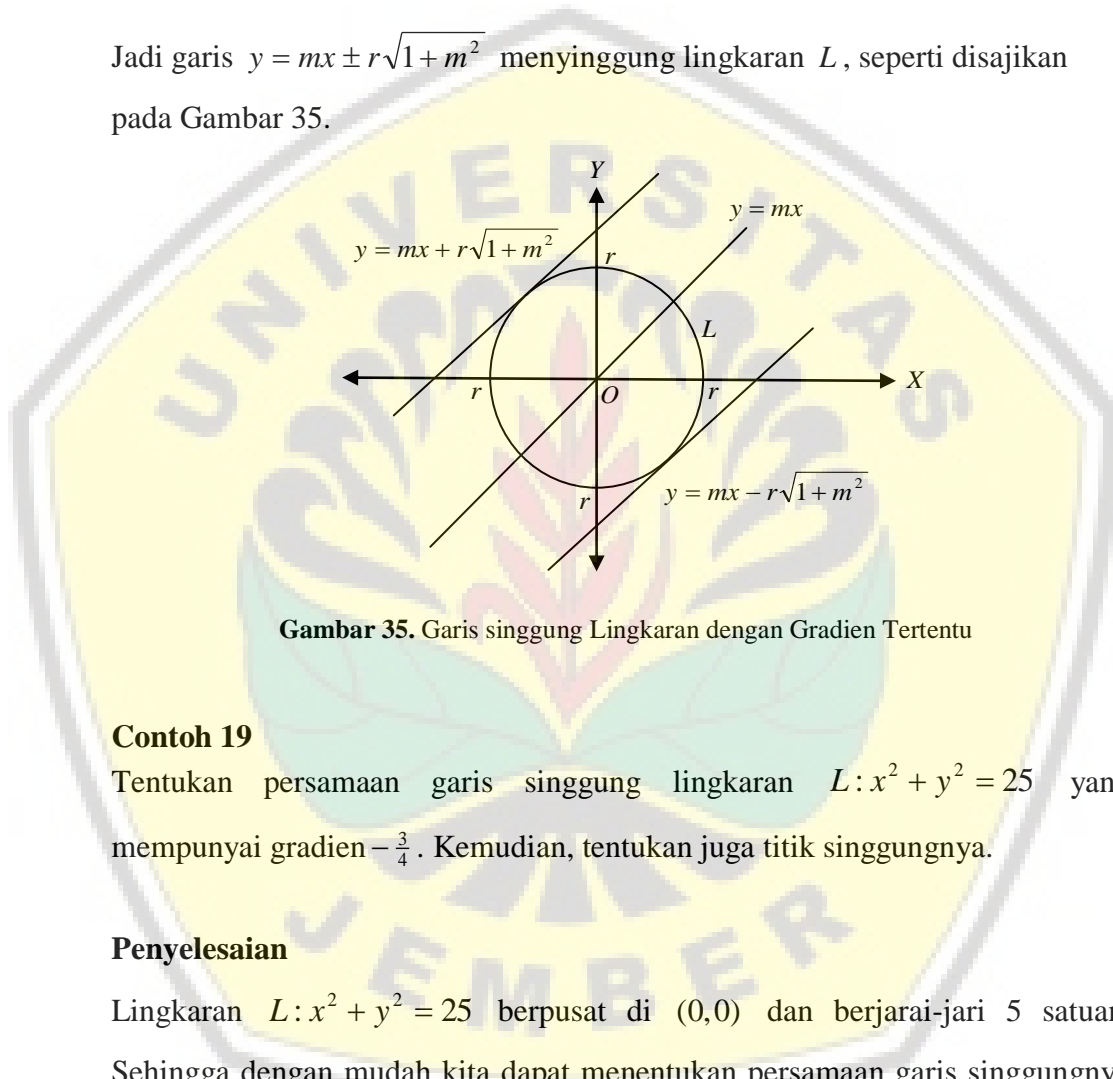 Jadi garis y = mx ± r√(1 + m²) menyinggung lingkaran L, seperti disajikan
pada Gambar 35.
Y
y = mx
y = mx + r√(1 + m²)
r
L
X
r
O
r
r
y = mx − r√(1 + m²)
Gambar 35. Garis singgung Lingkaran dengan Gradien Tertentu
Contoh 19
Tentukan persamaan garis singgung lingkaran L : x² + y² = 25 yan
mempunyai gradien − 3/4 . Kemudian, tentukan juga titik singgungnya.
Penyelesaian
Lingkaran L : x² + y² = 25 berpusat di (0,0) dan berjarai-jari 5 satuan
Sehingga dengan mudah kita dapat menentukan persamaan garis singgungny
UNIVERSITAS
JEMBER